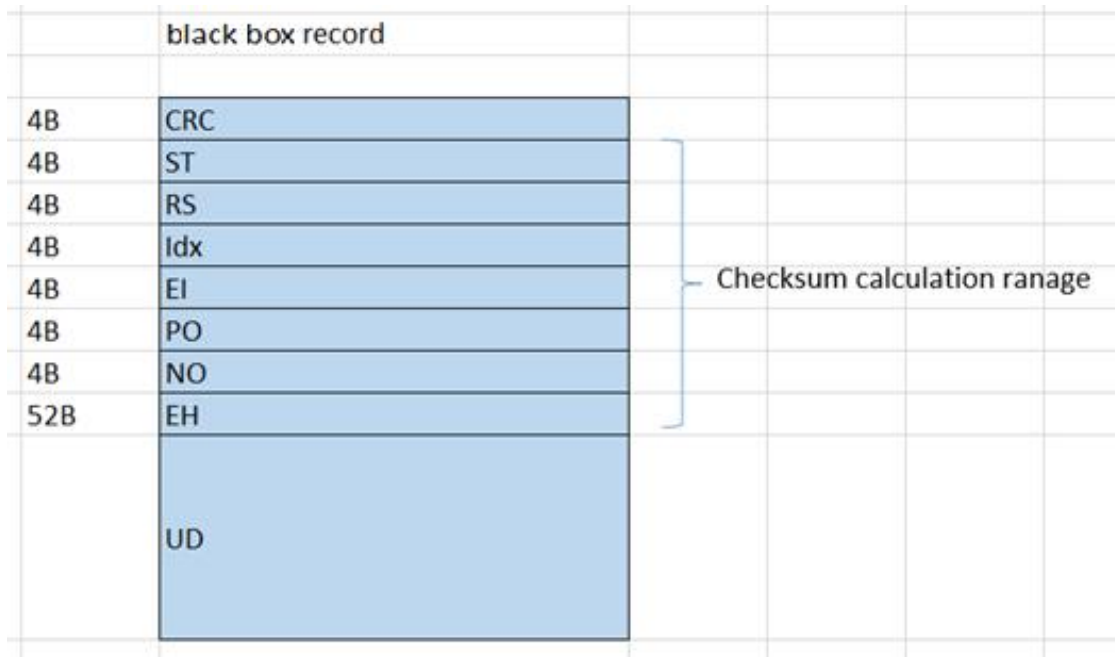 black box record
4B CRC
4B ST
4B RS
4B Idx
4B EI
4B PO
4B NO
52B EH
Checksum calculation ranage
UD